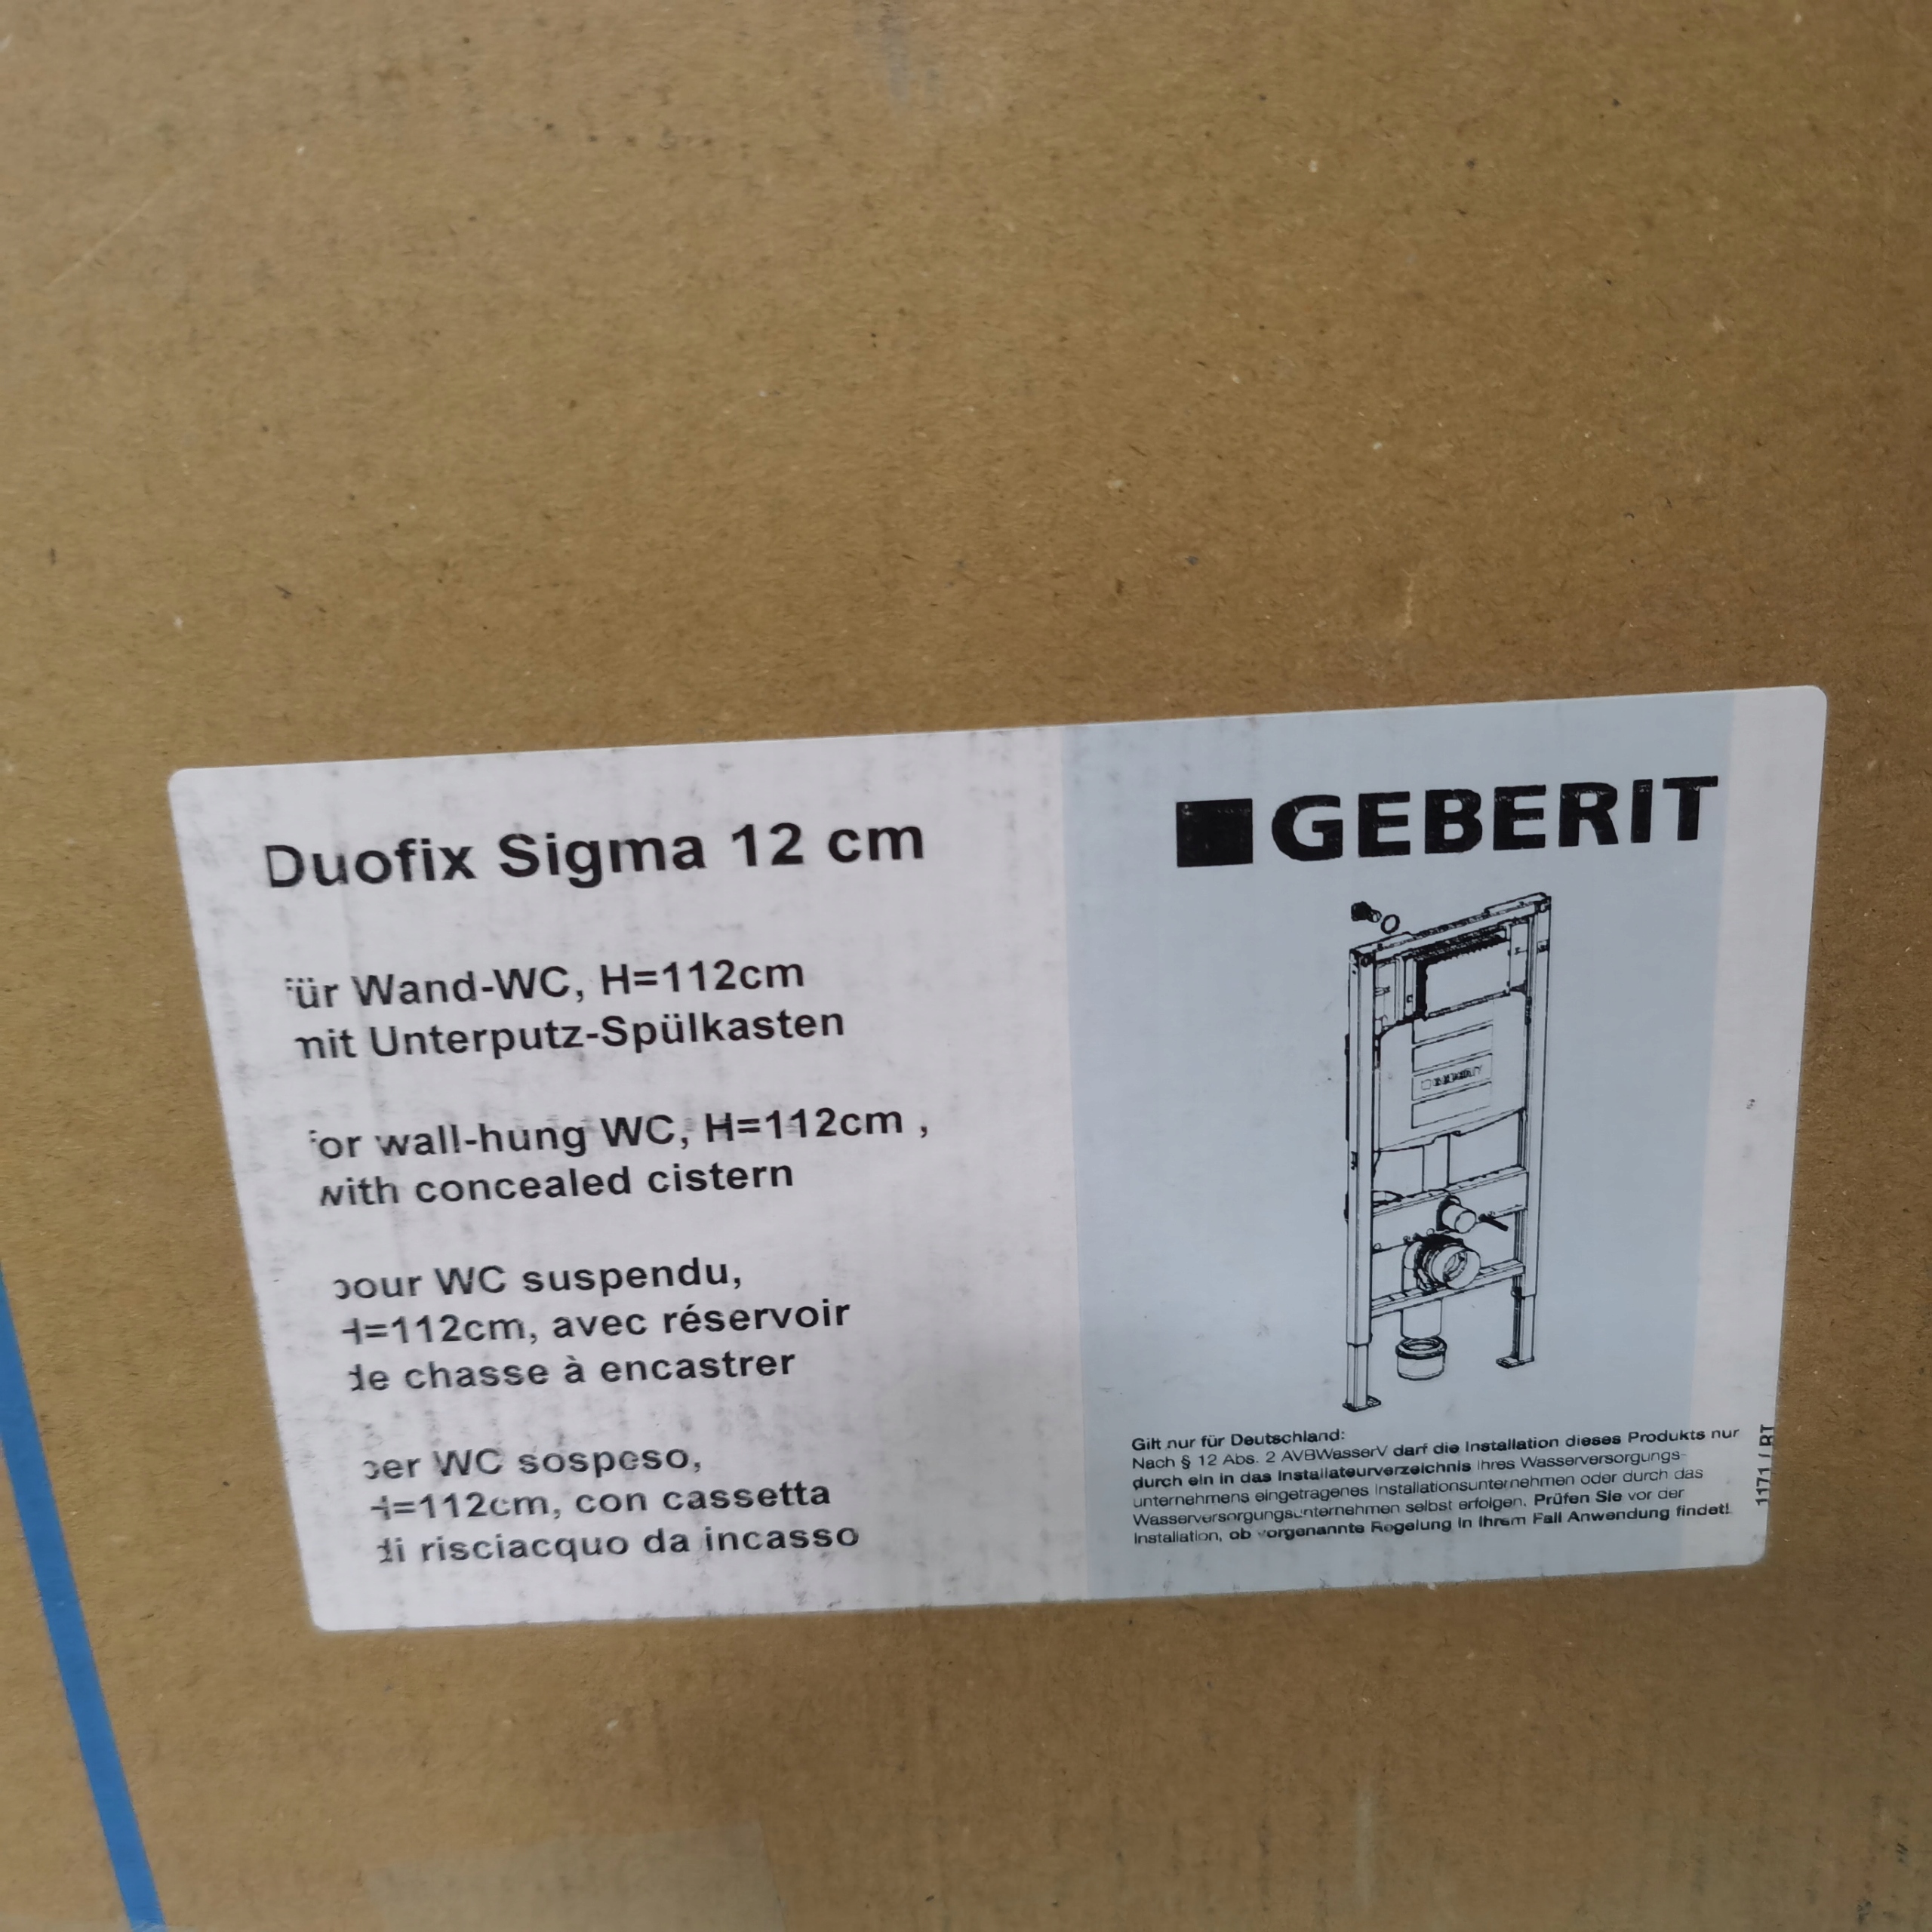 Duofix Sigma 12 cm
für Wand-WC, H=112cm
mit Unterputz-Spülkasten
for wall-hung WC, H=112cm ,
with concealed cistern
pour WC suspendu,
H=112cm, avec réservoir
de chasse à encastrer
per WC sospeso,
H=112cm, con cassetta
di risciacquo da incasso
GEBERIT
GEBERIT
Gilt nur für Deutschland:
Nach § 12 Abs. 2 AVBWasserV darf die Installation dieses Produkts nur
durch ein in das Installateurverzeichnis Ihres Wasserversorgungs-
unternehmens eingetragenes Installationsunternehmen oder durch das
Wasserversorgungsunternehmen selbst erfolgen. Prüfen Sie vor der
Installation, ob vorgenannte Regelung in Ihrem Fall Anwendung findet!
1171 / RT